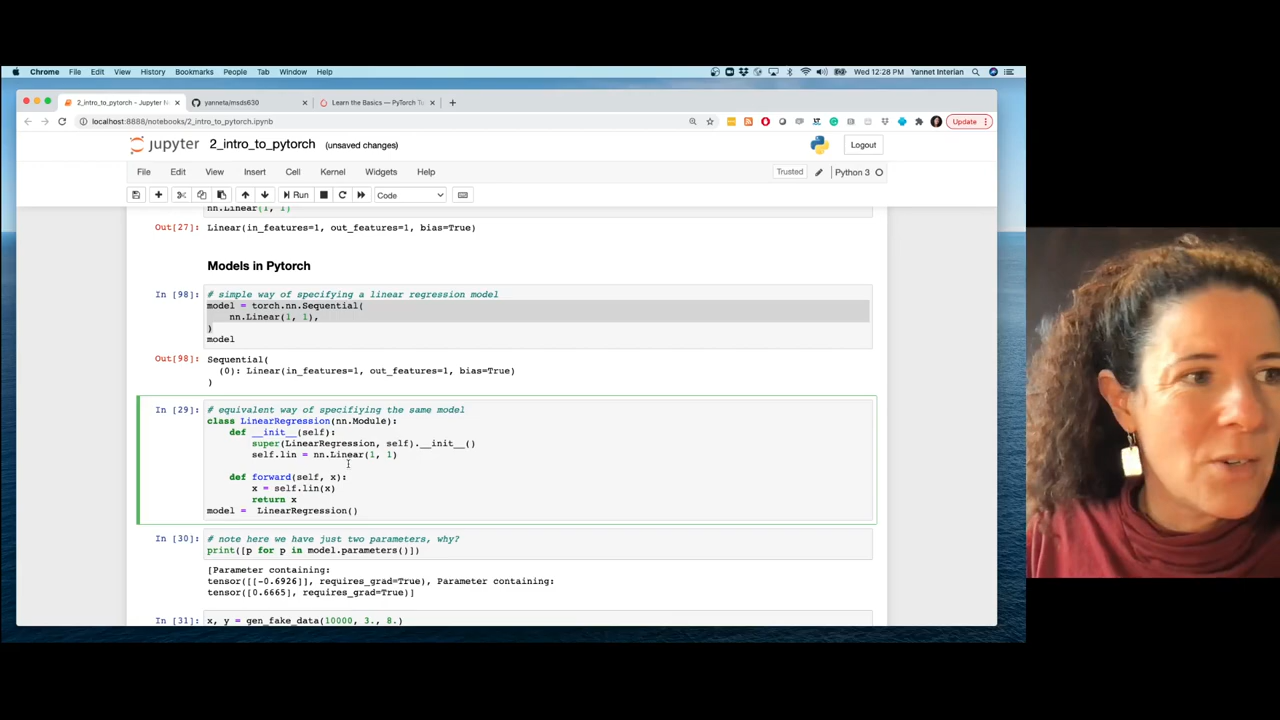 Chrome File Edit View History Bookmarks People Tab Window Help Wed 12:28 PM Yannet Interian
2_intro_to_pytorch - Jupyter N yanneta/msds630 Learn the Basics — PyTorch T
localhost:8888/notebooks/2_intro_to_pytorch.ipynb Update
jupyter 2_intro_to_pytorch (unsaved changes) Logout
File Edit View Insert Cell Kernel Widgets Help Trusted Python 3
Run Code
nn.Linear(1, 1)
Out[27]: Linear(in_features=1, out_features=1, bias=True)
Models in Pytorch
In [98]: # simple way of specifying a linear regression model
model = torch.nn.Sequential(
nn.Linear(1, 1),
)
model
Out[98]: Sequential(
(0): Linear(in_features=1, out_features=1, bias=True)
)
In [29]: # equivalent way of specifiying the same model
class LinearRegression(nn.Module):
def __init__(self):
super(LinearRegression, self).__init__()
self.lin = nn.Linear(1, 1)
def forward(self, x):
x = self.lin(x)
return x
model =  LinearRegression()
In [30]: # note here we have just two parameters, why?
print([p for p in model.parameters()])
[Parameter containing:
tensor([[-0.6926]], requires_grad=True), Parameter containing:
tensor([0.6665], requires_grad=True)]
In [31]: x, y = gen_fake_data(10000, 3., 8.)